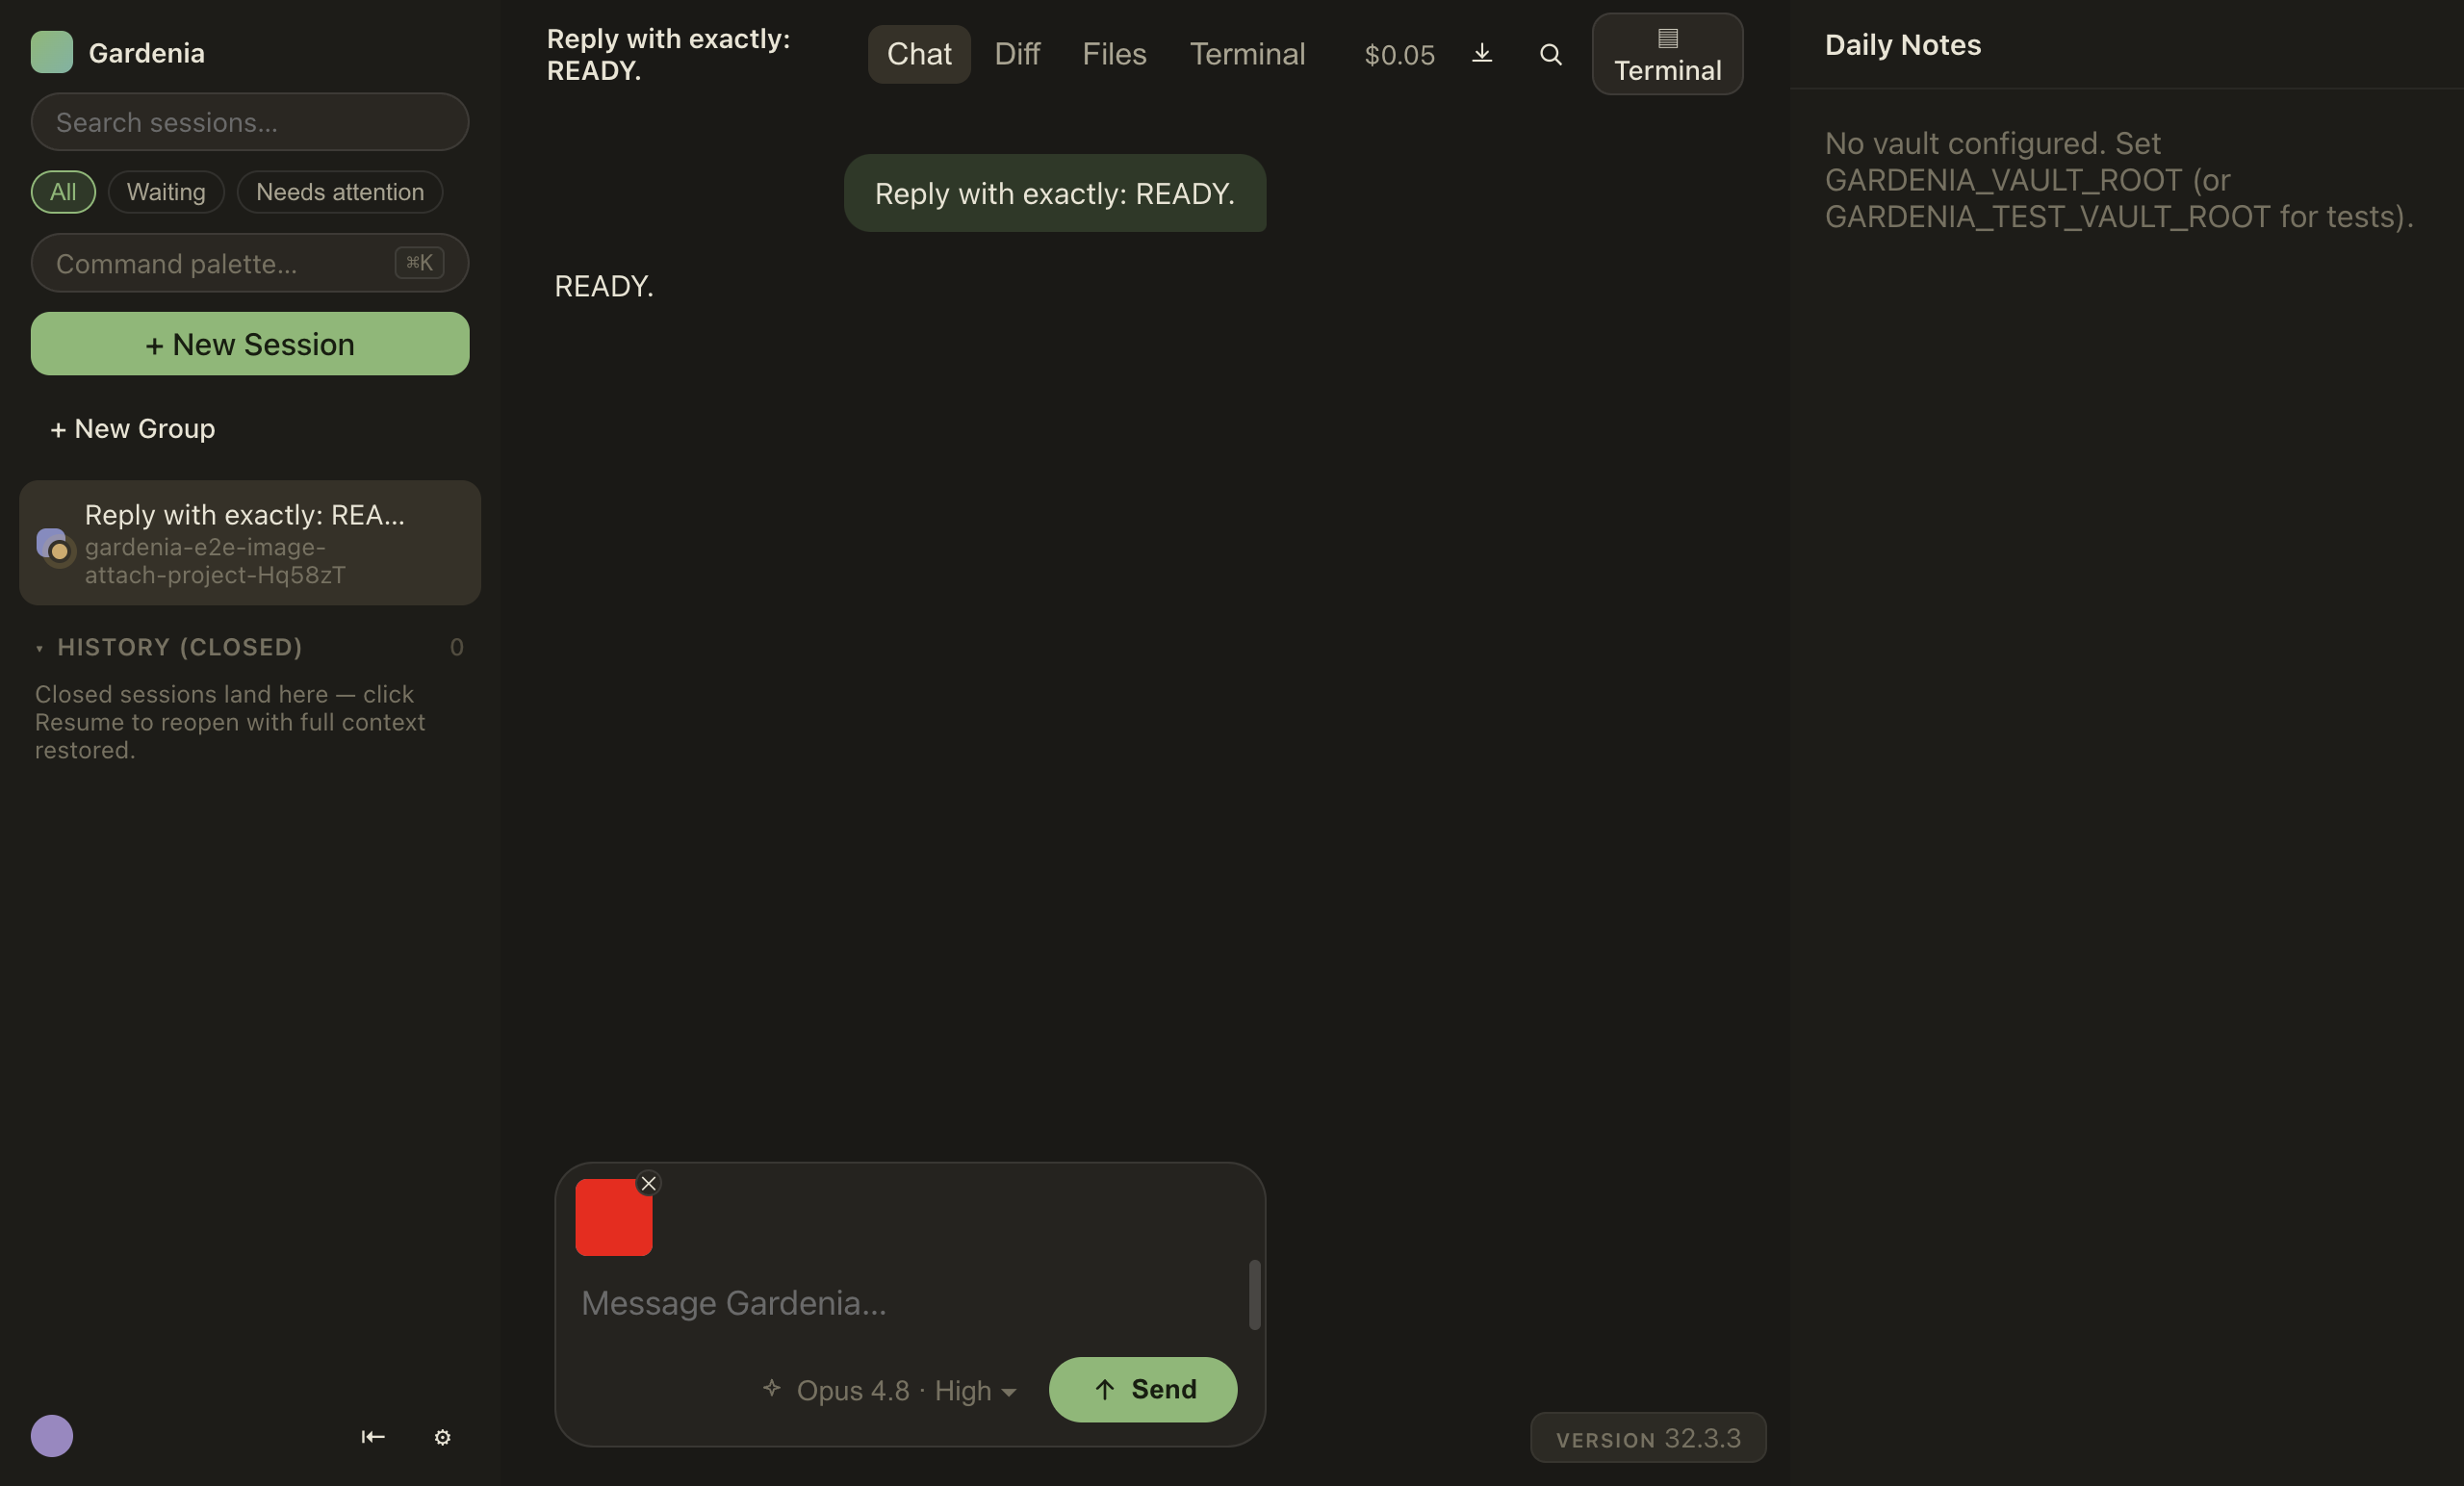 Gardenia
Search sessions...
All
Waiting
Needs attention
Command palette...
⌘K
+ New Session
+ New Group
Reply with exactly: REA...
gardenia-e2e-image-
attach-project-Hq58zT
HISTORY (CLOSED)
0
Closed sessions land here — click
Resume to reopen with full context
restored.
Reply with exactly:
READY.
Chat
Diff
Files
Terminal
$0.05
Terminal
Reply with exactly: READY.
READY.
Message Gardenia...
Opus 4.8 · High
Send
VERSION 32.3.3
Daily Notes
No vault configured. Set
GARDENIA_VAULT_ROOT (or
GARDENIA_TEST_VAULT_ROOT for tests).